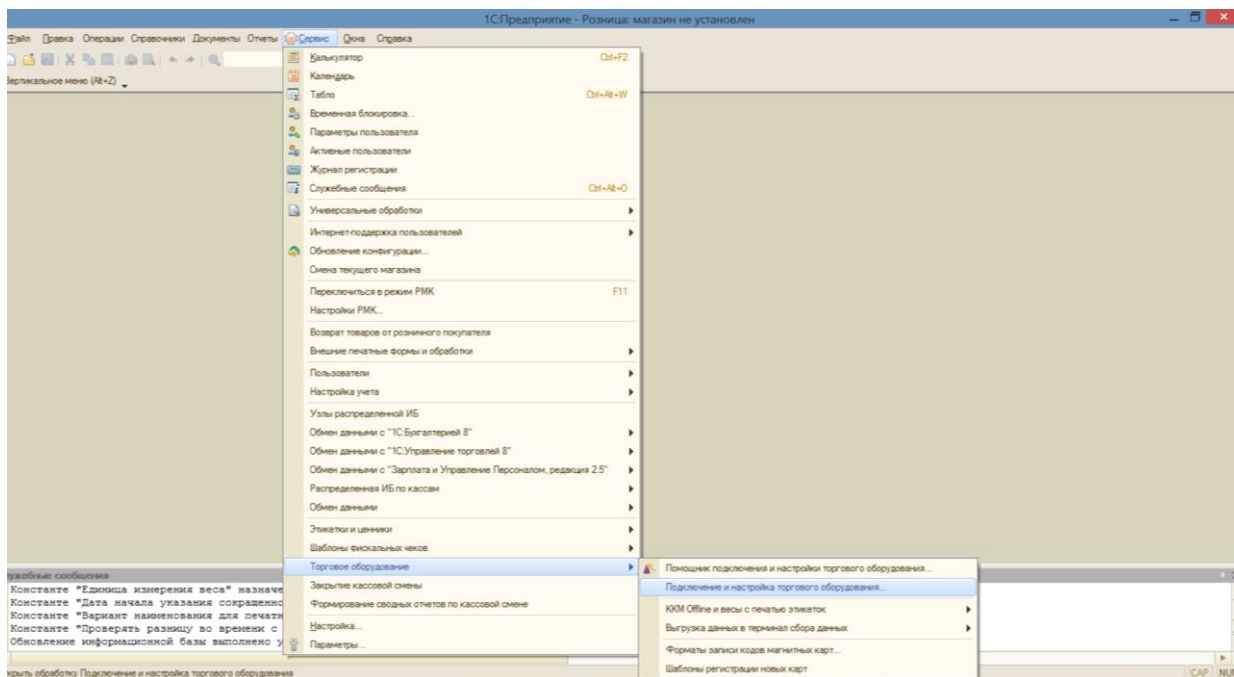 1С:Предприятие - Розница: магазин не установлен
Файл Правка Операции Справочники Документы Отчеты Сервис Окна Справка
Вертикальное меню (Alt+Z)
Калькулятор Ctrl+F2
Календарь
Табло Ctrl+Alt+W
Временная блокировка...
Параметры пользователя
Активные пользователи
Журнал регистрации
Служебные сообщения Ctrl+Alt+O
Универсальные обработки
Интернет-поддержка пользователей
Обновление конфигурации...
Смена текущего магазина
Переключиться в режим РМК F11
Настройки РМК...
Возврат товаров от розничного покупателя
Внешние печатные формы и обработки
Пользователи
Настройка учета
Узлы распределенной ИБ
Обмен данными с "1С:Бухгалтерией 8"
Обмен данными с "1С:Управление торговлей 8"
Обмен данными с "Зарплата и Управление Персоналом, редакция 2.5"
Распределенная ИБ по кассам
Обмен данными
Этикетки и ценники
Шаблоны фискальных чеков
Торговое оборудование
Закрытие кассовой смены
Формирование сводных отчетов по кассовой смене
Настройка...
Параметры...
Помощник подключения и настройки торгового оборудования...
Подключение и настройка торгового оборудования...
ККМ Offline и весы с печатью этикеток
Выгрузка данных в терминал сбора данных
Форматы записи кодов магнитных карт...
Шаблоны регистрации новых карт
ужебные сообщения
Константе "Единица измерения веса" назначе
Константе "Дата начала указания сокращенно
Константе "Вариант наименования для печатн
Константе "Проверять разницу во времени с
Обновление информационной базы выполнено у
крыть обработку Подключение и настройка торгового оборудования
CAP NU